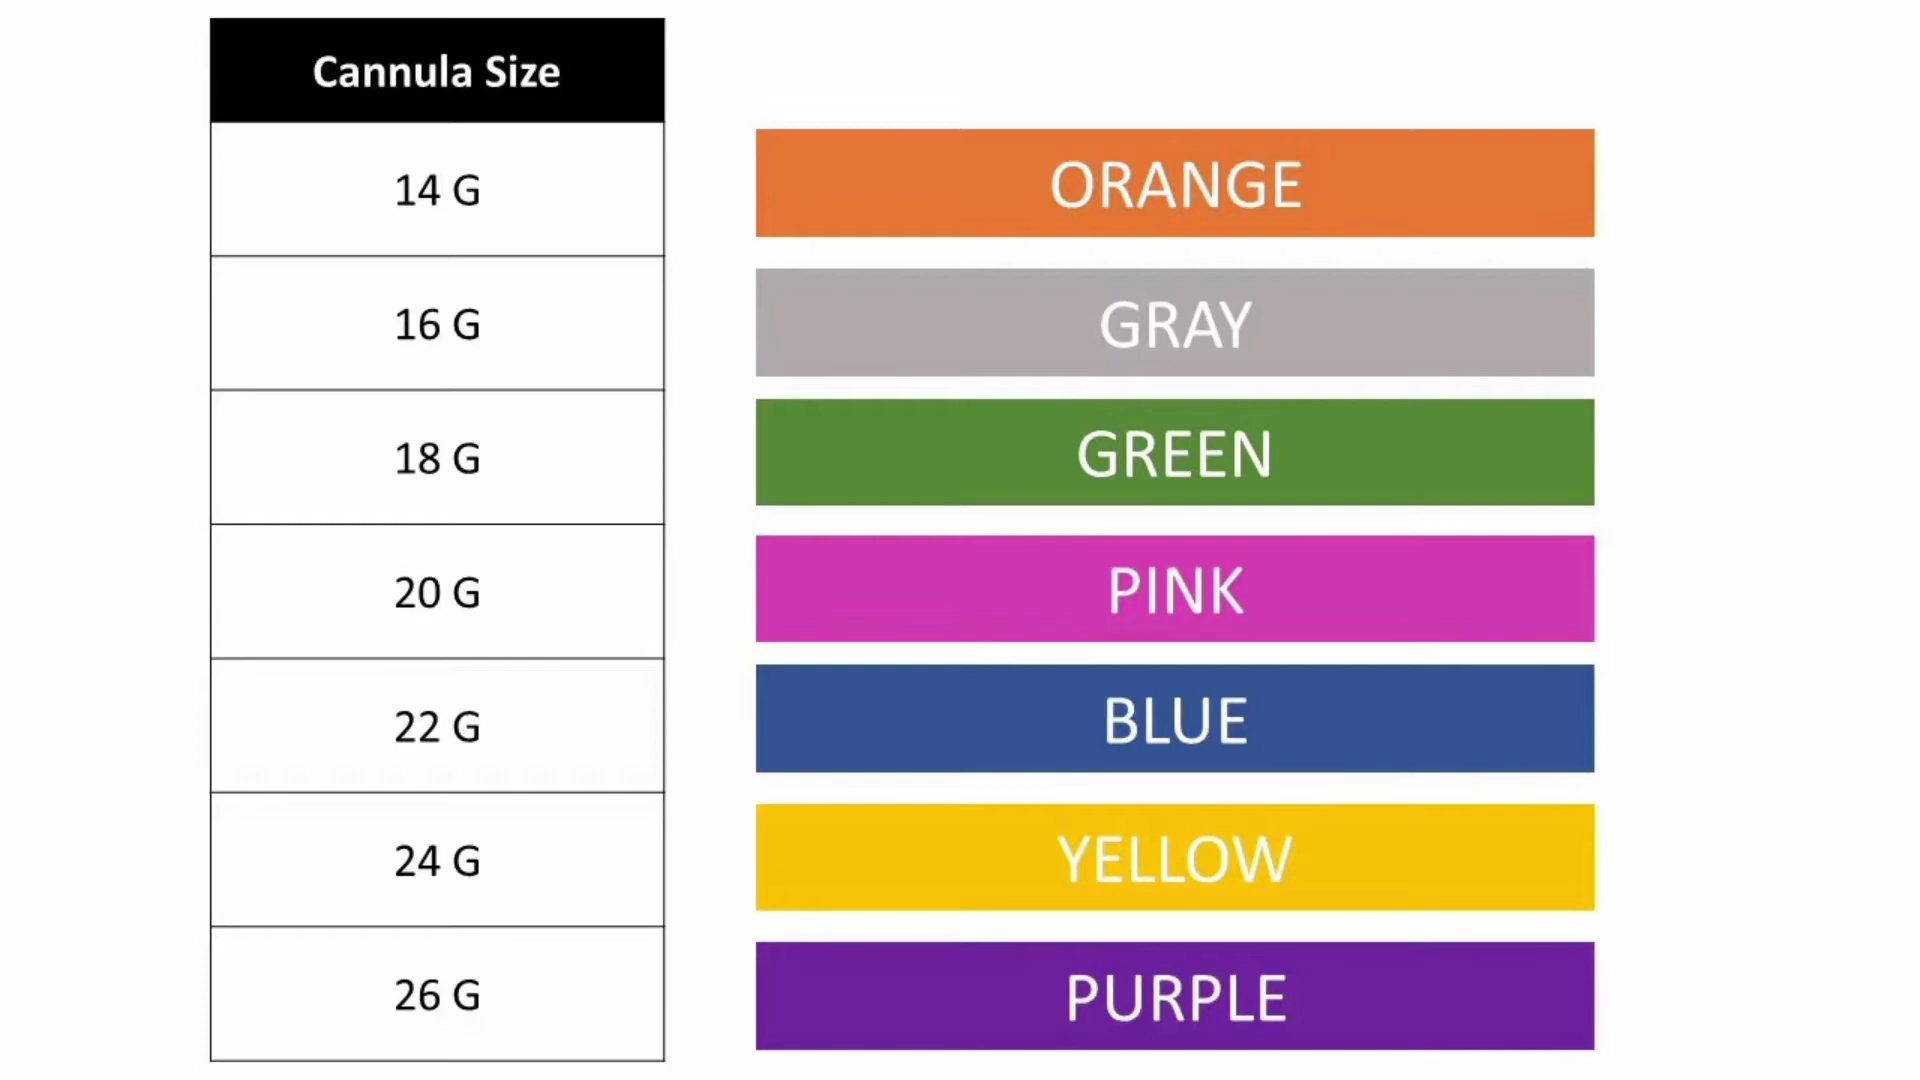 Cannula Size
14 G
ORANGE
16 G
GRAY
18 G
GREEN
20 G
PINK
22 G
BLUE
24 G
YELLOW
26 G
PURPLE